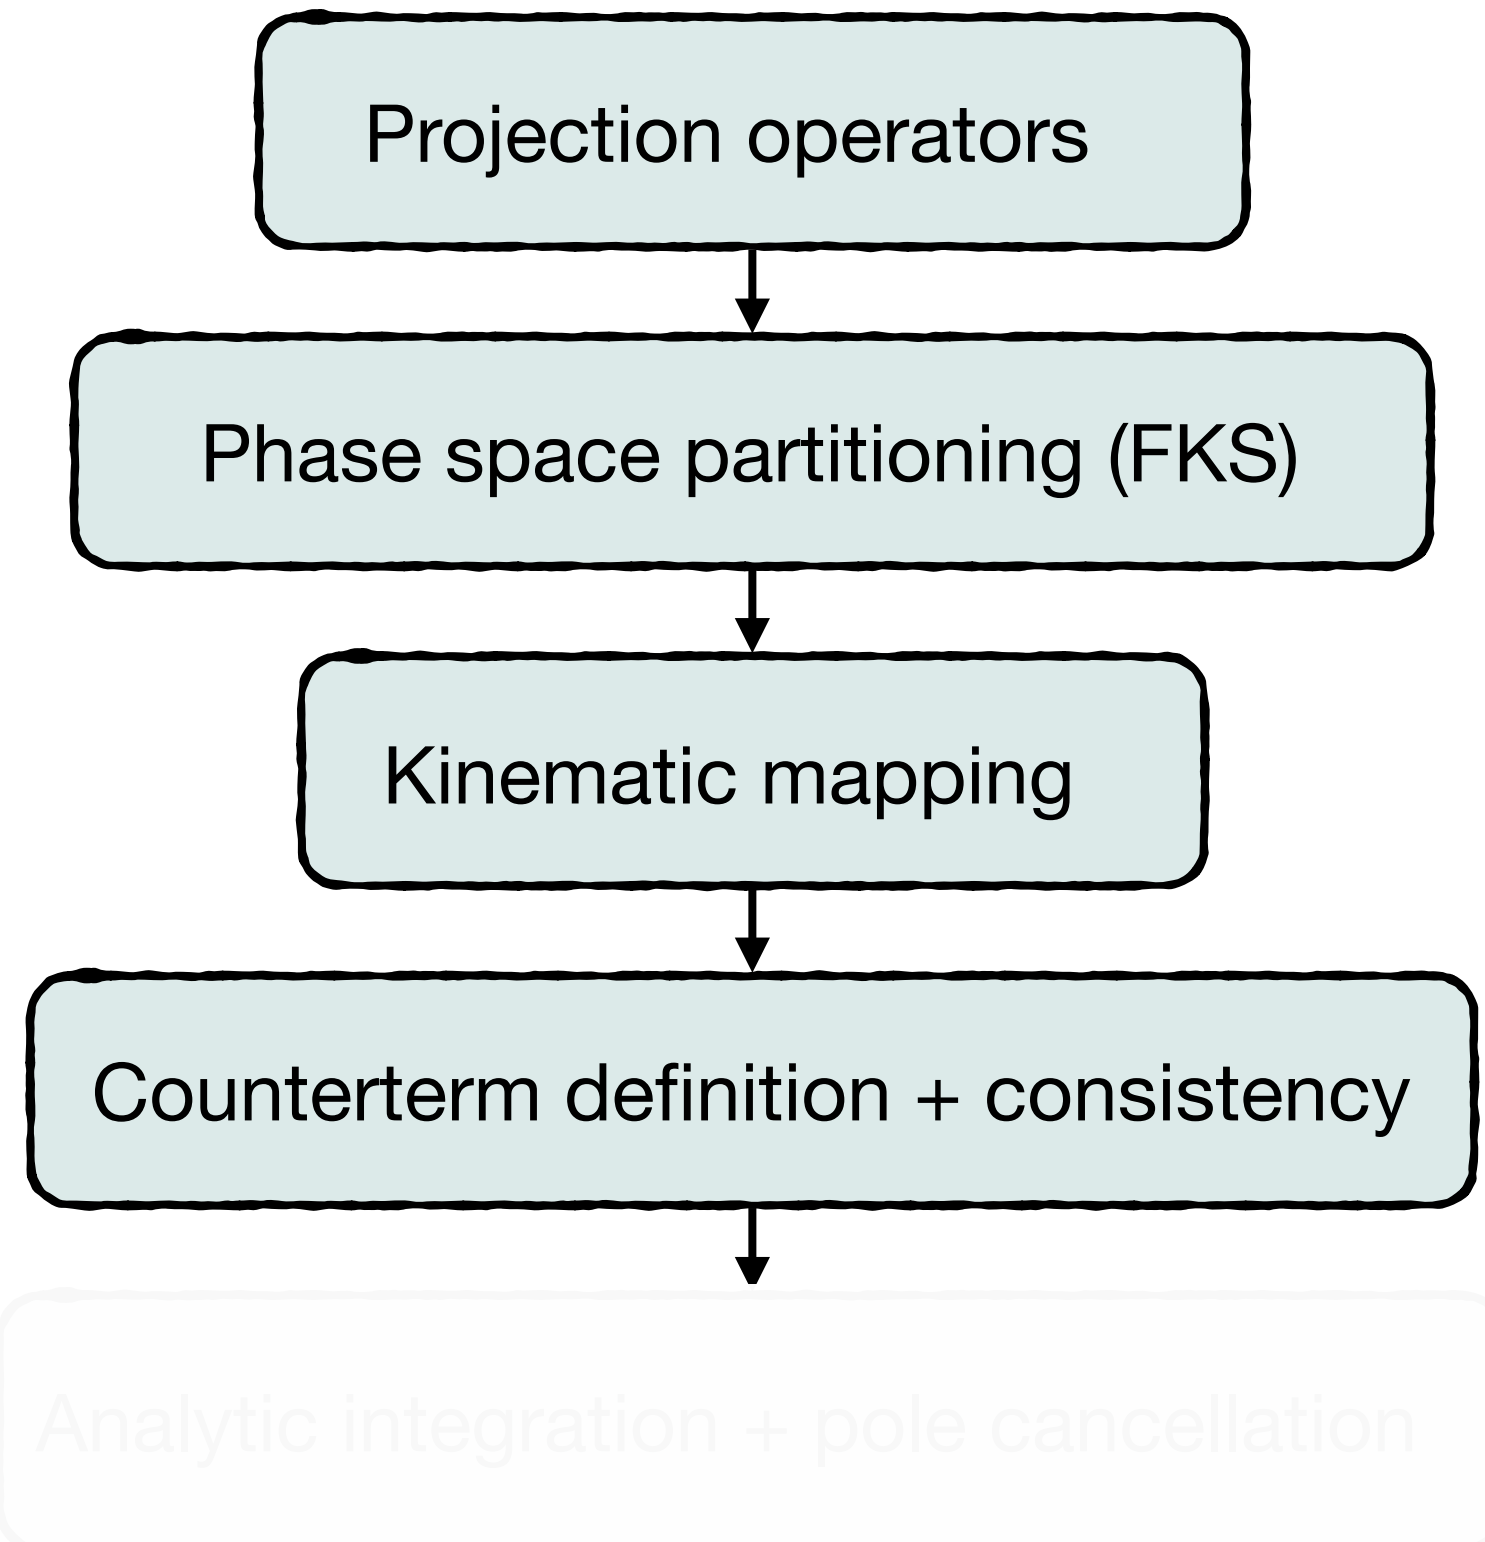 Projection operators
Phase space partitioning (FKS)
Kinematic mapping
Counterterm definition + consistency
Analytic integration + pole cancellation